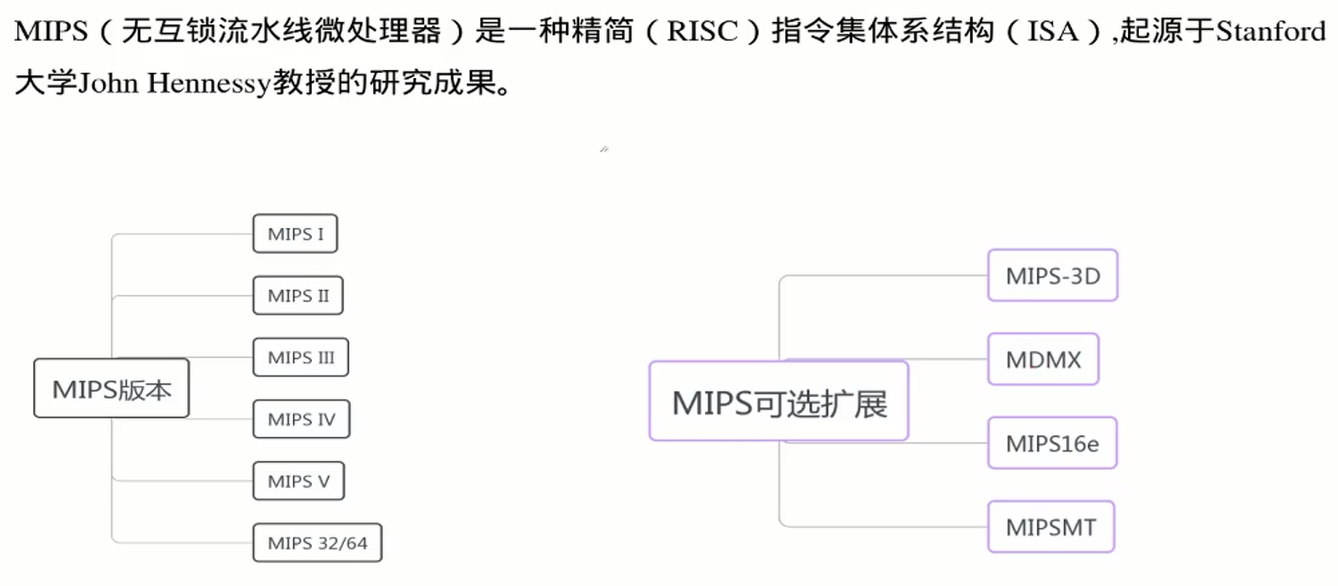 MIPS（无互锁流水线微处理器）是一种精简（RISC）指令集体系结构（ISA）,起源于Stanford
大学John Hennessy教授的研究成果。
MIPS版本
MIPS I
MIPS II
MIPS III
MIPS IV
MIPS V
MIPS 32/64
MIPS可选扩展
MIPS-3D
MDMX
MIPS16e
MIPSMT